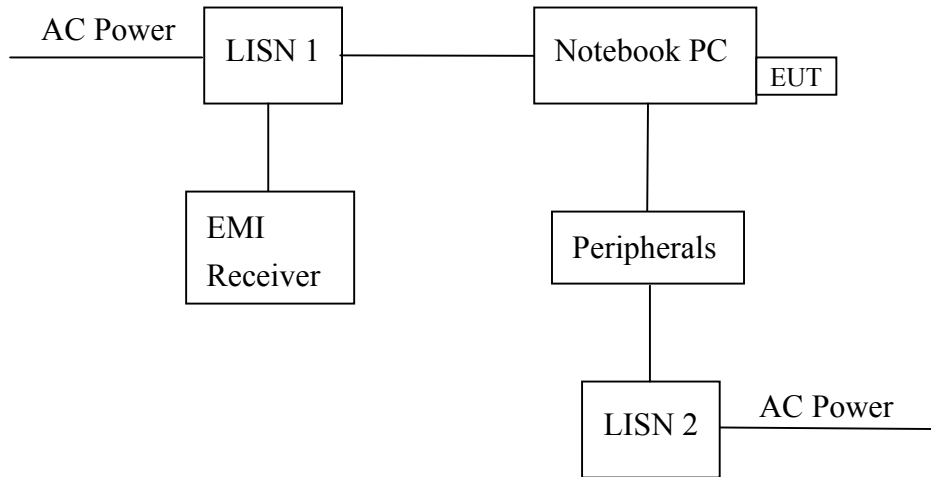 AC Power
LISN 1
Notebook PC
EUT
EMI
Receiver
Peripherals
LISN 2
AC Power